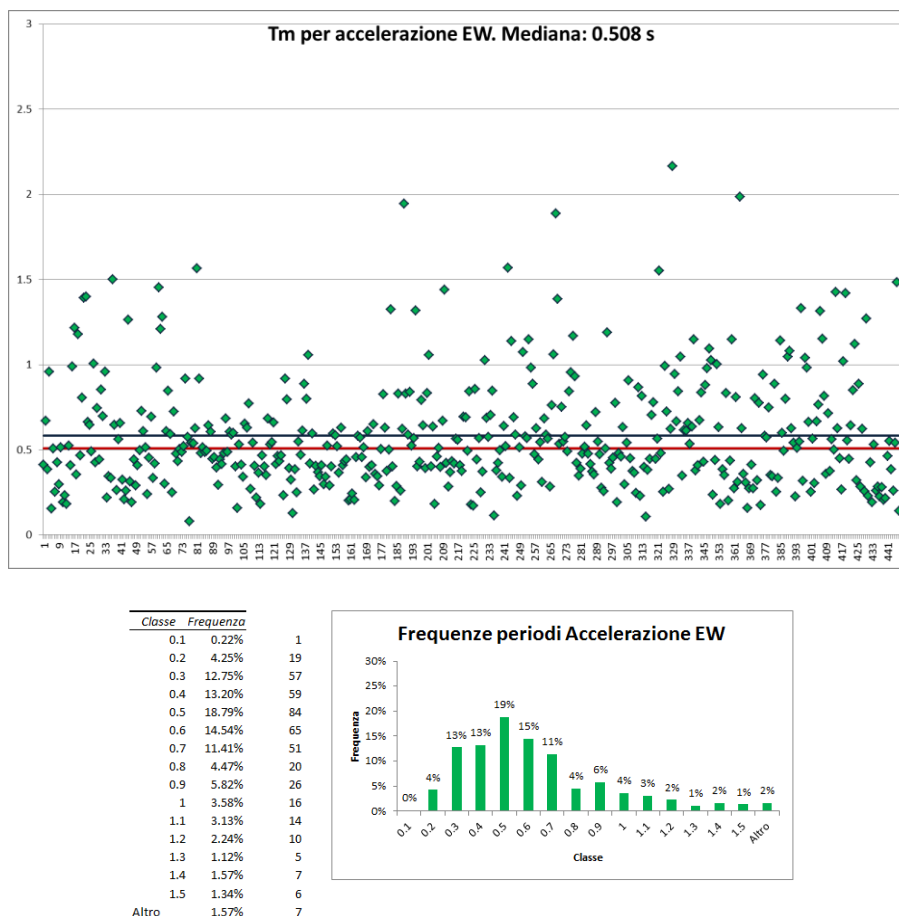 Tm per accelerazione EW. Mediana: 0.508 s
3
2.5
2
1.5
1
0.5
0
1 9 17 25 33 41 49 57 65 73 81 89 97 105 113 121 129 137 145 153 161 169 177 185 193 201 209 217 225 233 241 249 257 265 273 281 289 297 305 313 321 329 337 345 353 361 369 377 385 393 401 409 417 425 433 441
Classe Frequenza
0.1 0.22% 1
0.2 4.25% 19
0.3 12.75% 57
0.4 13.20% 59
0.5 18.79% 84
0.6 14.54% 65
0.7 11.41% 51
0.8 4.47% 20
0.9 5.82% 26
1 3.58% 16
1.1 3.13% 14
1.2 2.24% 10
1.3 1.12% 5
1.4 1.57% 7
1.5 1.34% 6
Altro 1.57% 7
Frequenze periodi Accelerazione EW
30%
25%
20%
15%
10%
5%
0%
Frequenza
0% 4% 13% 13% 19% 15% 11% 4% 6% 4% 3% 2% 1% 2% 1% 2%
0.1 0.2 0.3 0.4 0.5 0.6 0.7 0.8 0.9 1 1.1 1.2 1.3 1.4 1.5 Altro
Classe